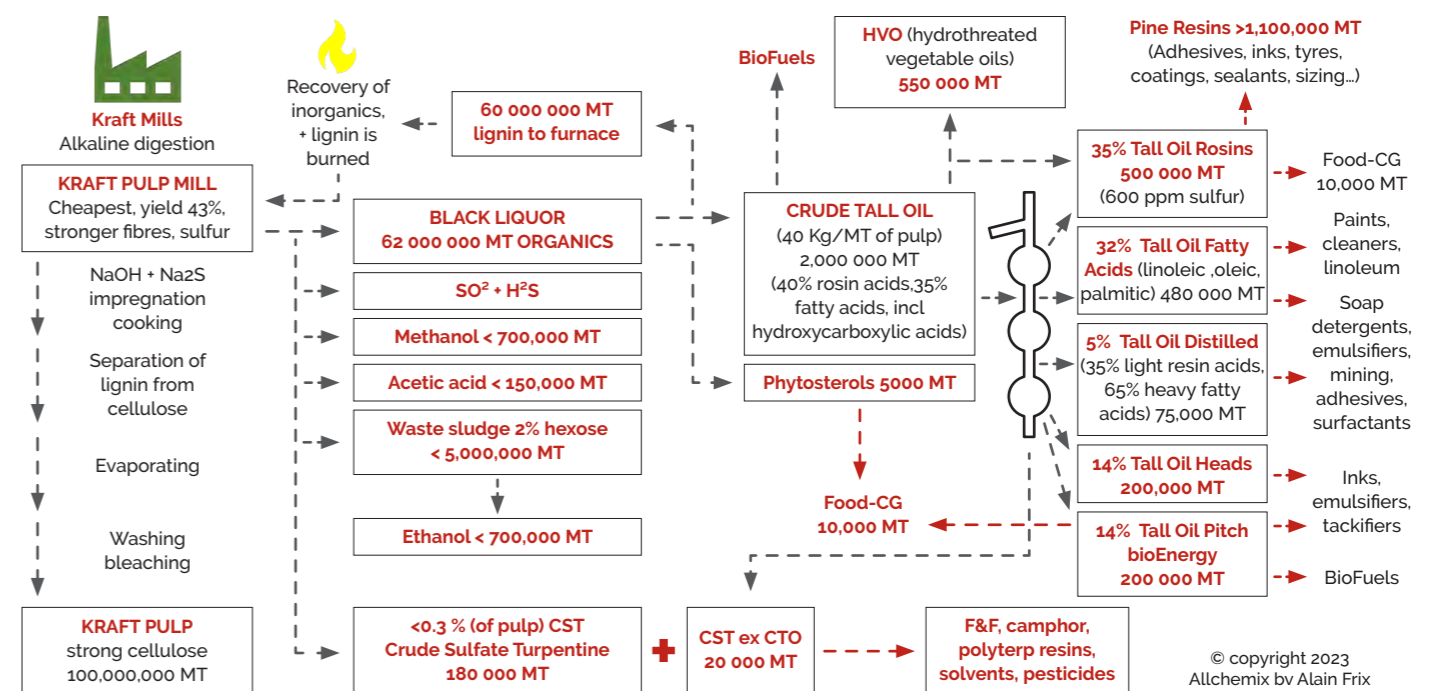 Kraft Mills
Alkaline digestion
KRAFT PULP MILL
Cheapest, yield 43%,
stronger fibres, sulfur
NaOH + Na2S
impregnation
cooking
Separation of
lignin from
cellulose
Evaporating
Washing
bleaching
KRAFT PULP
strong cellulose
100,000,000 MT
Recovery of
inorganics,
+ lignin is
burned
60 000 000 MT
lignin to furnace
BLACK LIQUOR
62 000 000 MT ORGANICS
SO² + H²S
Methanol < 700,000 MT
Acetic acid < 150,000 MT
Waste sludge 2% hexose
< 5,000,000 MT
Ethanol < 700,000 MT
<0.3 % (of pulp) CST
Crude Sulfate Turpentine
180 000 MT
BioFuels
HVO (hydrothreated
vegetable oils)
550 000 MT
CRUDE TALL OIL
(40 Kg/MT of pulp)
2,000 000 MT
(40% rosin acids,35%
fatty acids, incl
hydroxycarboxylic acids)
Phytosterols 5000 MT
Food-CG
10,000 MT
CST ex CTO
20 000 MT
F&F, camphor,
polyterp resins,
solvents, pesticides
Pine Resins >1,100,000 MT
(Adhesives, inks, tyres,
coatings, sealants, sizing…)
35% Tall Oil Rosins
500 000 MT
(600 ppm sulfur)
32% Tall Oil Fatty
Acids (linoleic ,oleic,
palmitic) 480 000 MT
5% Tall Oil Distilled
(35% light resin acids,
65% heavy fatty
acids) 75,000 MT
14% Tall Oil Heads
200,000 MT
14% Tall Oil Pitch
bioEnergy
200 000 MT
Food-CG
10,000 MT
Paints,
cleaners,
linoleum
Soap
detergents,
emulsifiers,
mining,
adhesives,
surfactants
Inks,
emulsifiers,
tackifiers
BioFuels
© copyright 2023
Allchemix by Alain Frix